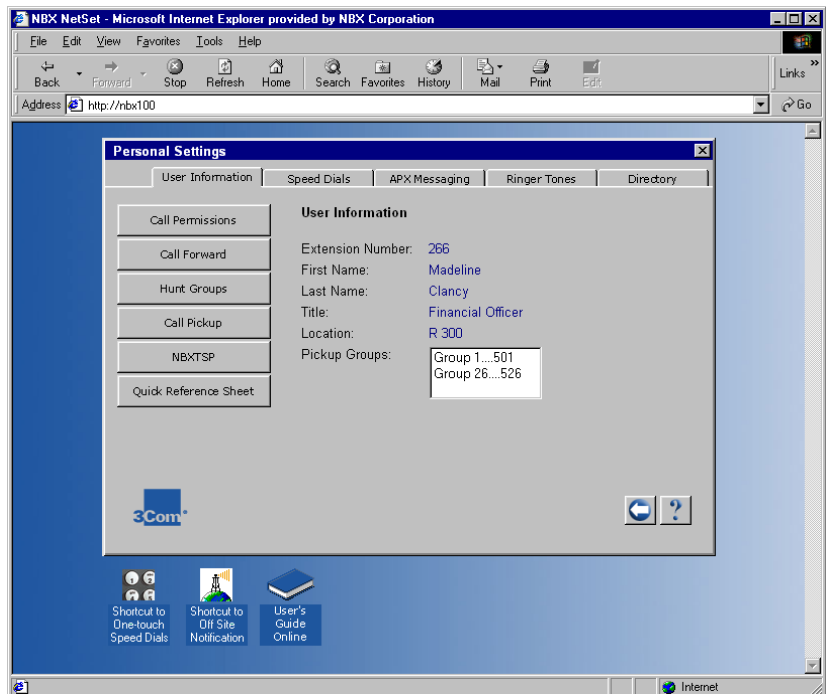 NBX NetSet - Microsoft Internet Explorer provided by NBX Corporation
File Edit View Favorites Tools Help
Back Forward Stop Refresh Home Search Favorites History Mail Print Edit Links »
Address http://nbx100 Go
Personal Settings
User Information Speed Dials APX Messaging Ringer Tones Directory
Call Permissions
Call Forward
Hunt Groups
Call Pickup
NBXTSP
Quick Reference Sheet
User Information
Extension Number: 266
First Name: Madeline
Last Name: Clancy
Title: Financial Officer
Location: R 300
Pickup Groups: Group 1....501
Group 26....526
3Com
?
Shortcut to
One-touch
Speed Dials
Shortcut to
Off Site
Notification
User's
Guide
Online
Internet